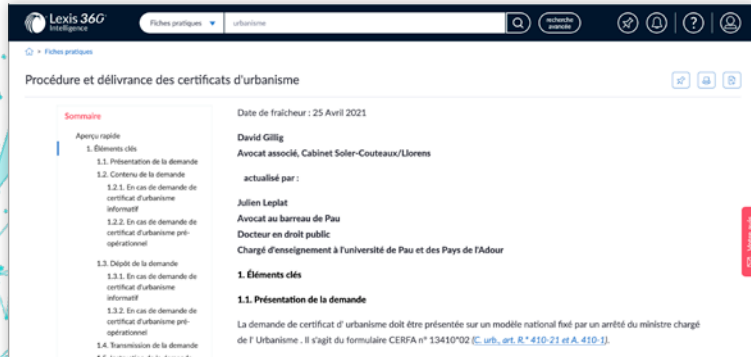 Lexis 360
Intelligence
Fiches pratiques
urbanisme
recherche
avancée
?
Fiches pratiques
Procédure et délivrance des certificats d'urbanisme
Sommaire
Aperçu rapide
1. Éléments clés
1.1. Présentation de la demande
1.2. Contenu de la demande
1.2.1. En cas de demande de
certificat d'urbanisme
informatif
1.2.2. En cas de demande de
certificat d'urbanisme pré-
opérationnel
1.3. Dépôt de la demande
1.3.1. En cas de demande de
certificat d'urbanisme
informatif
1.3.2. En cas de demande de
certificat d'urbanisme pré-
opérationnel
1.4. Transmission de la demande
Date de fraîcheur : 25 Avril 2021
David Gillig
Avocat associé, Cabinet Soler-Couteaux/Llorens
actualisé par :
Julien Leplat
Avocat au barreau de Pau
Docteur en droit public
Chargé d'enseignement à l'université de Pau et des Pays de l'Adour
1. Éléments clés
1.1. Présentation de la demande
La demande de certificat d' urbanisme doit être présentée sur un modèle national fixé par un arrêté du ministre chargé
de l' Urbanisme . Il s'agit du formulaire CERFA n° 13410*02 (C. urb., art. R.* 410-21 et A. 410-1).